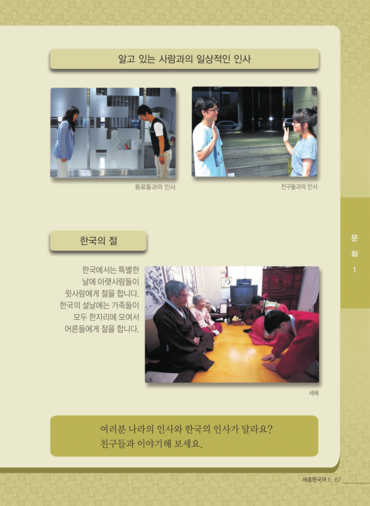 알고 있는 사람과의 일상적인 인사
동료들과의 인사
친구들과의 인사
한국의 절
한국에서는 특별한
날에 아랫사람들이
윗사람에게 절을 합니다.
한국의 설날에는 가족들이
모두 한자리에 모여서
어른들에게 절을 합니다.
세배
여러분 나라의 인사와 한국의 인사가 달라요?
친구들과 이야기해 보세요.
문
화
1
세종한국어 1_ 67